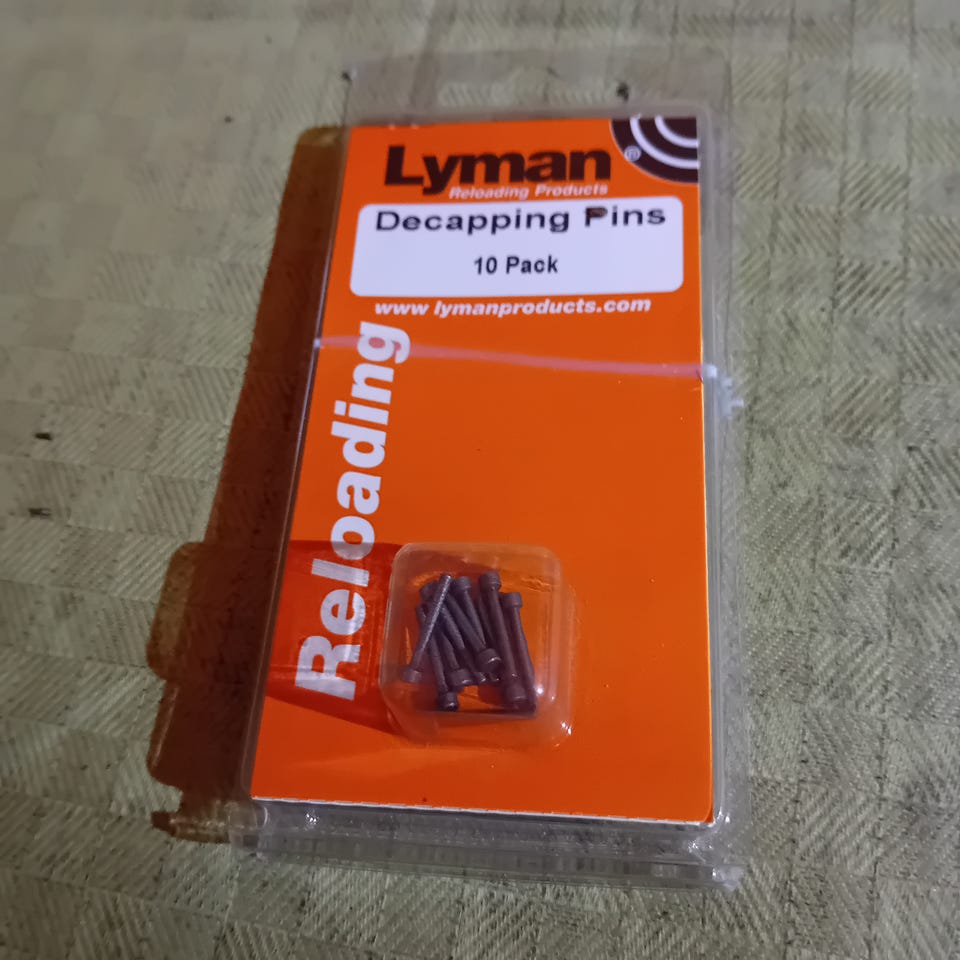 Lyman®
Reloading Products
Decapping Pins
10 Pack
www.lymanproducts.com
Reloading